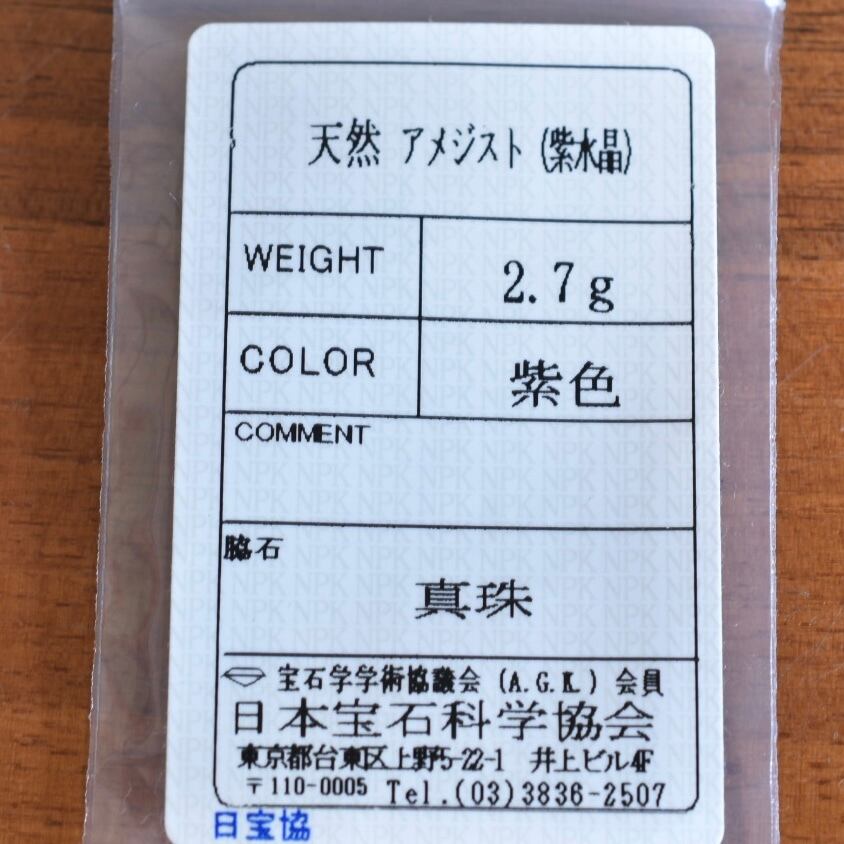 天然 アメジスト (紫水晶)
WEIGHT 2.7g
COLOR 紫色
COMMENT
脇石
真珠
宝石学学術協議会 (A.G.K.) 会員
日本宝石科学協会
東京都台東区上野5-22-1 井上ビル4F
〒110-0005 Tel.(03)3836-2507
日宝協